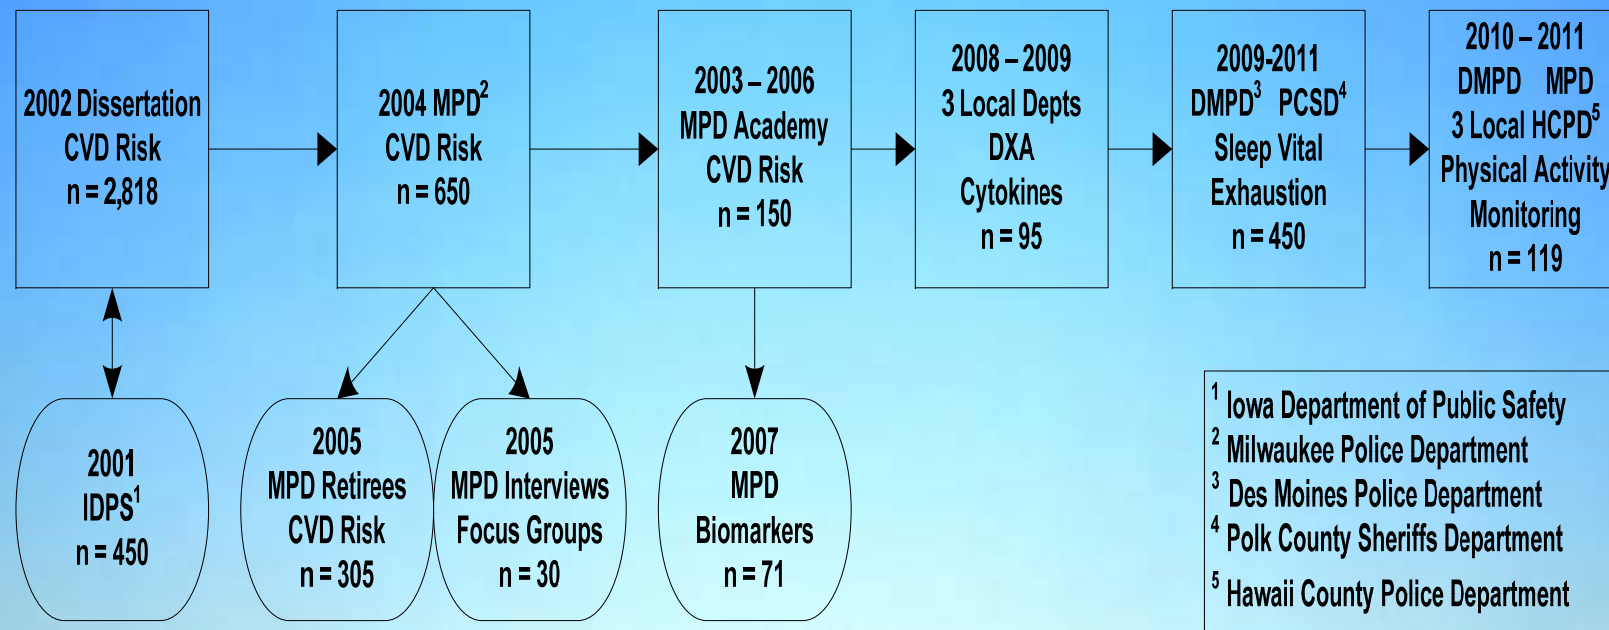 2002 Dissertation
CVD Risk
n = 2,818
2004 MPD²
CVD Risk
n = 650
2003 – 2006
MPD Academy
CVD Risk
n = 150
2008 – 2009
3 Local Depts
DXA
Cytokines
n = 95
2009-2011
DMPD³ PCSD⁴
Sleep Vital
Exhaustion
n = 450
2010 – 2011
DMPD MPD
3 Local HCPD⁵
Physical Activity
Monitoring
n = 119
2001
IDPS¹
n = 450
2005
MPD Retirees
CVD Risk
n = 305
2005
MPD Interviews
Focus Groups
n = 30
2007
MPD
Biomarkers
n = 71
¹ Iowa Department of Public Safety
² Milwaukee Police Department
³ Des Moines Police Department
⁴ Polk County Sheriffs Department
⁵ Hawaii County Police Department